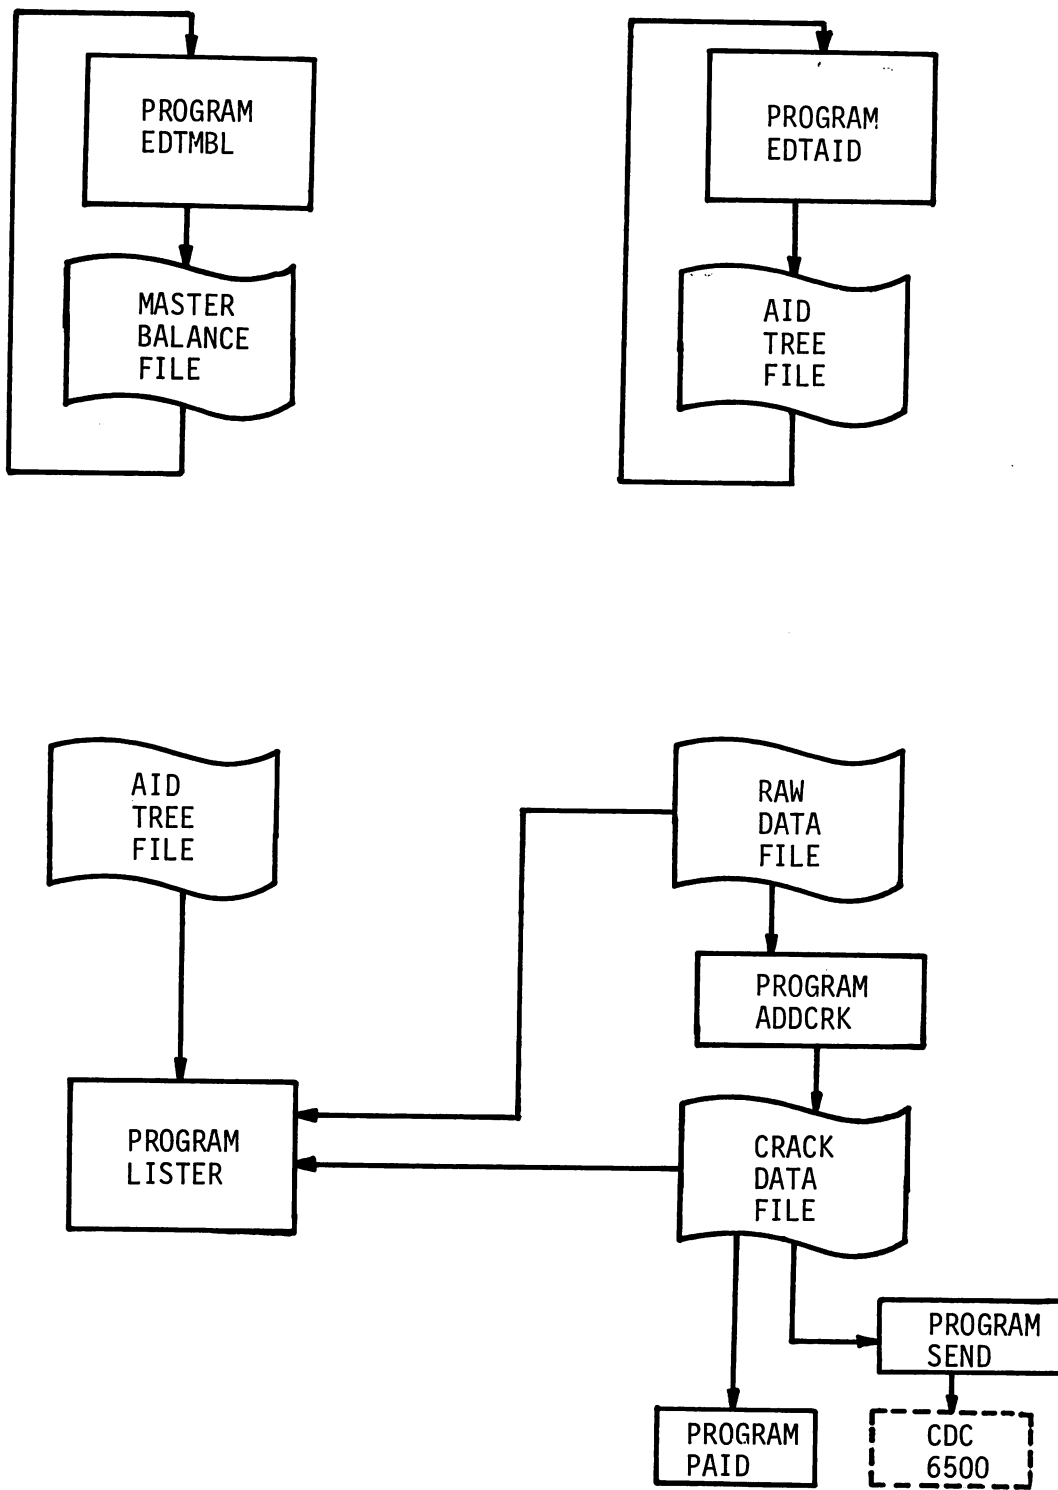 PROGRAM
EDTMBL
PROGRAM
EDTAID
MASTER
BALANCE
FILE
AID
TREE
FILE
AID
TREE
FILE
RAW
DATA
FILE
PROGRAM
ADDCRK
PROGRAM
LISTER
CRACK
DATA
FILE
PROGRAM
SEND
PROGRAM
PAID
CDC
6500